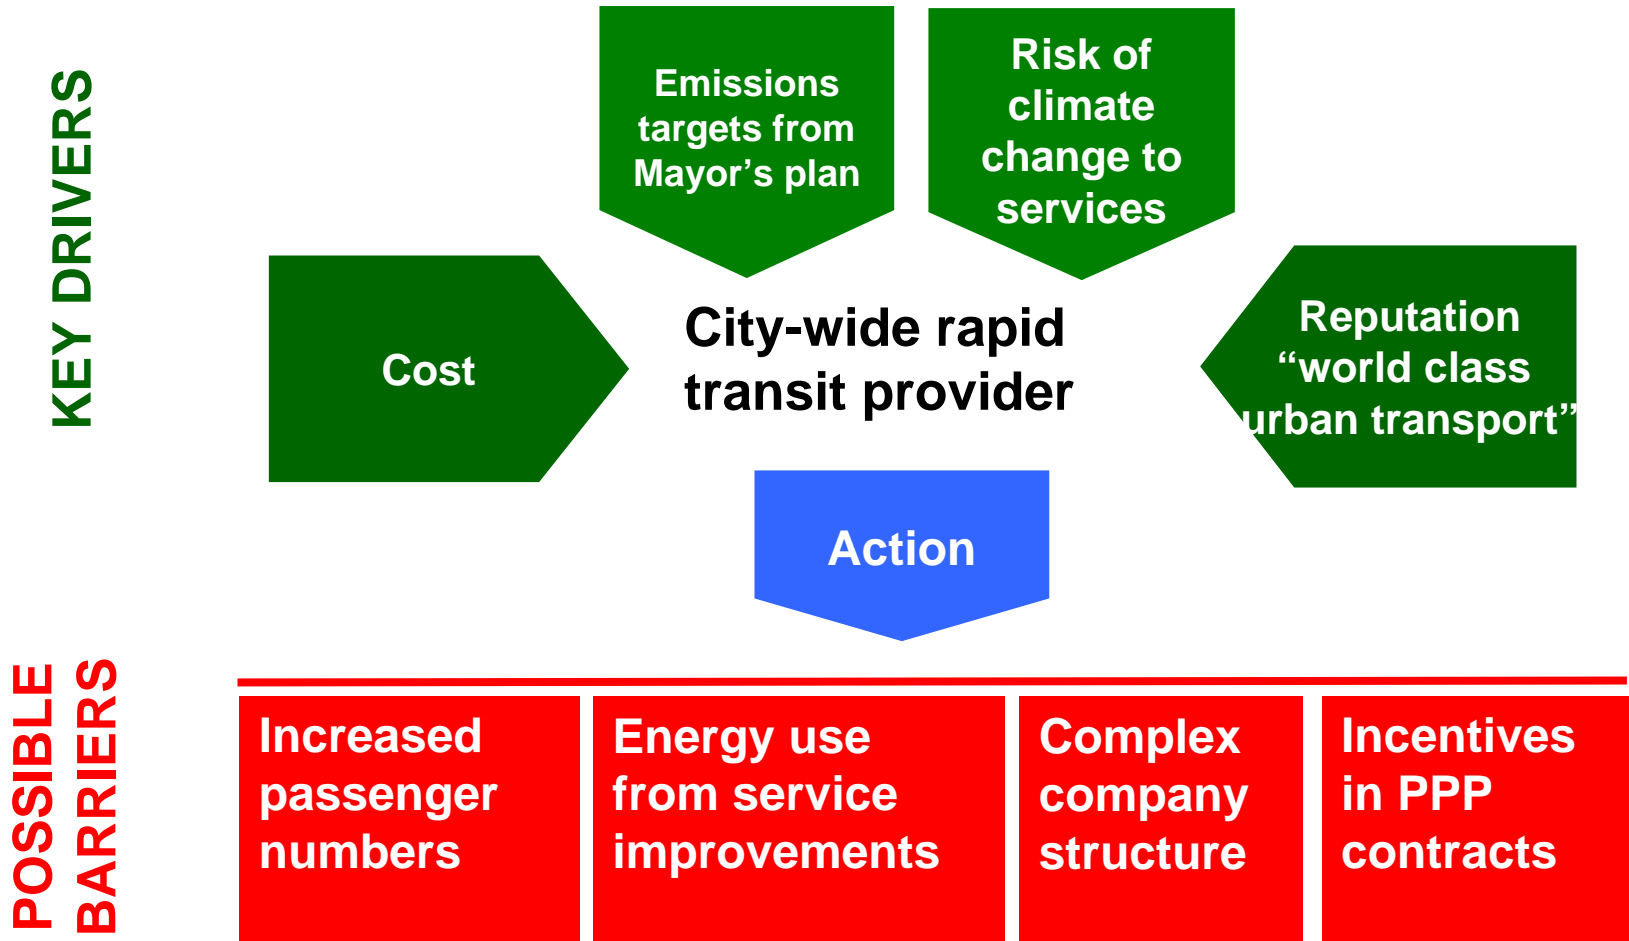 KEY DRIVERS
Emissions
targets from
Mayor’s plan
Risk of
climate
change to
services
Cost
City-wide rapid
transit provider
Reputation
“world class
urban transport”
Action
POSSIBLE
BARRIERS
Increased
passenger
numbers
Energy use
from service
improvements
Complex
company
structure
Incentives
in PPP
contracts